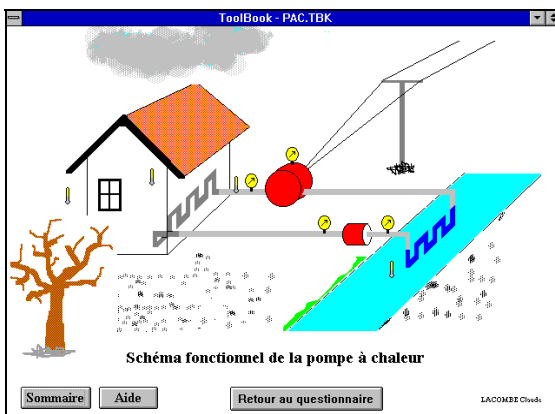 ToolBook - PAC.TBK
Schéma fonctionnel de la pompe à chaleur
Sommaire
Aide
Retour au questionnaire
LACOMBE Claude